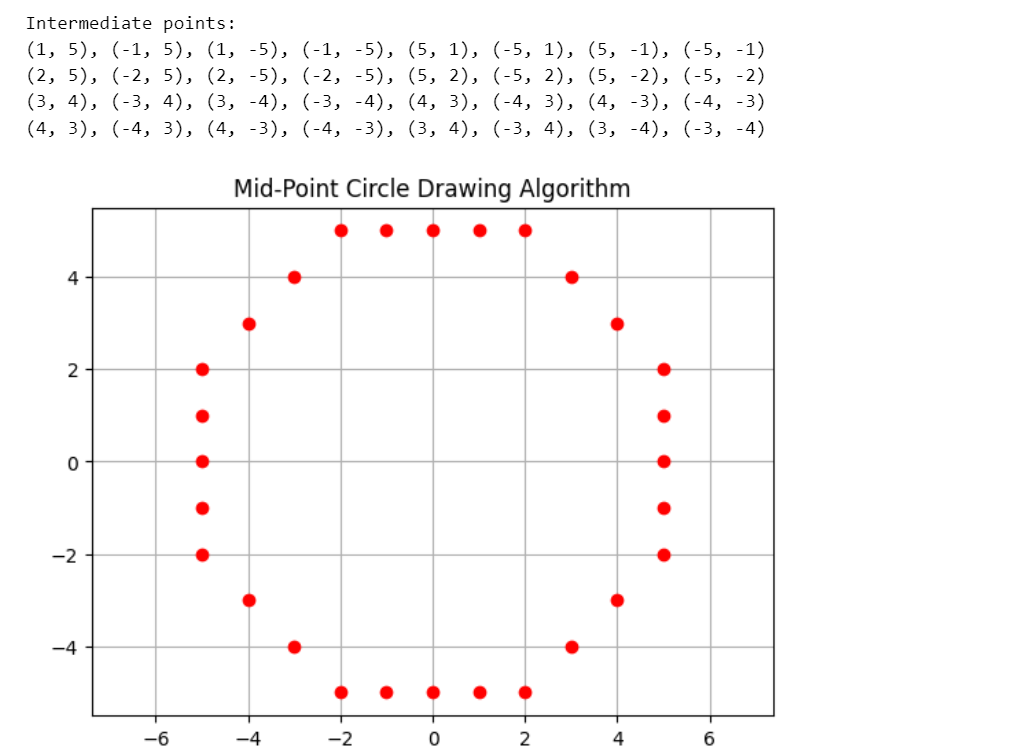 Intermediate points:
(1, 5), (-1, 5), (1, -5), (-1, -5), (5, 1), (-5, 1), (5, -1), (-5, -1)
(2, 5), (-2, 5), (2, -5), (-2, -5), (5, 2), (-5, 2), (5, -2), (-5, -2)
(3, 4), (-3, 4), (3, -4), (-3, -4), (4, 3), (-4, 3), (4, -3), (-4, -3)
(4, 3), (-4, 3), (4, -3), (-4, -3), (3, 4), (-3, 4), (3, -4), (-3, -4)
Mid-Point Circle Drawing Algorithm
4
2
0
−2
−4
−6 −4 −2 0 2 4 6